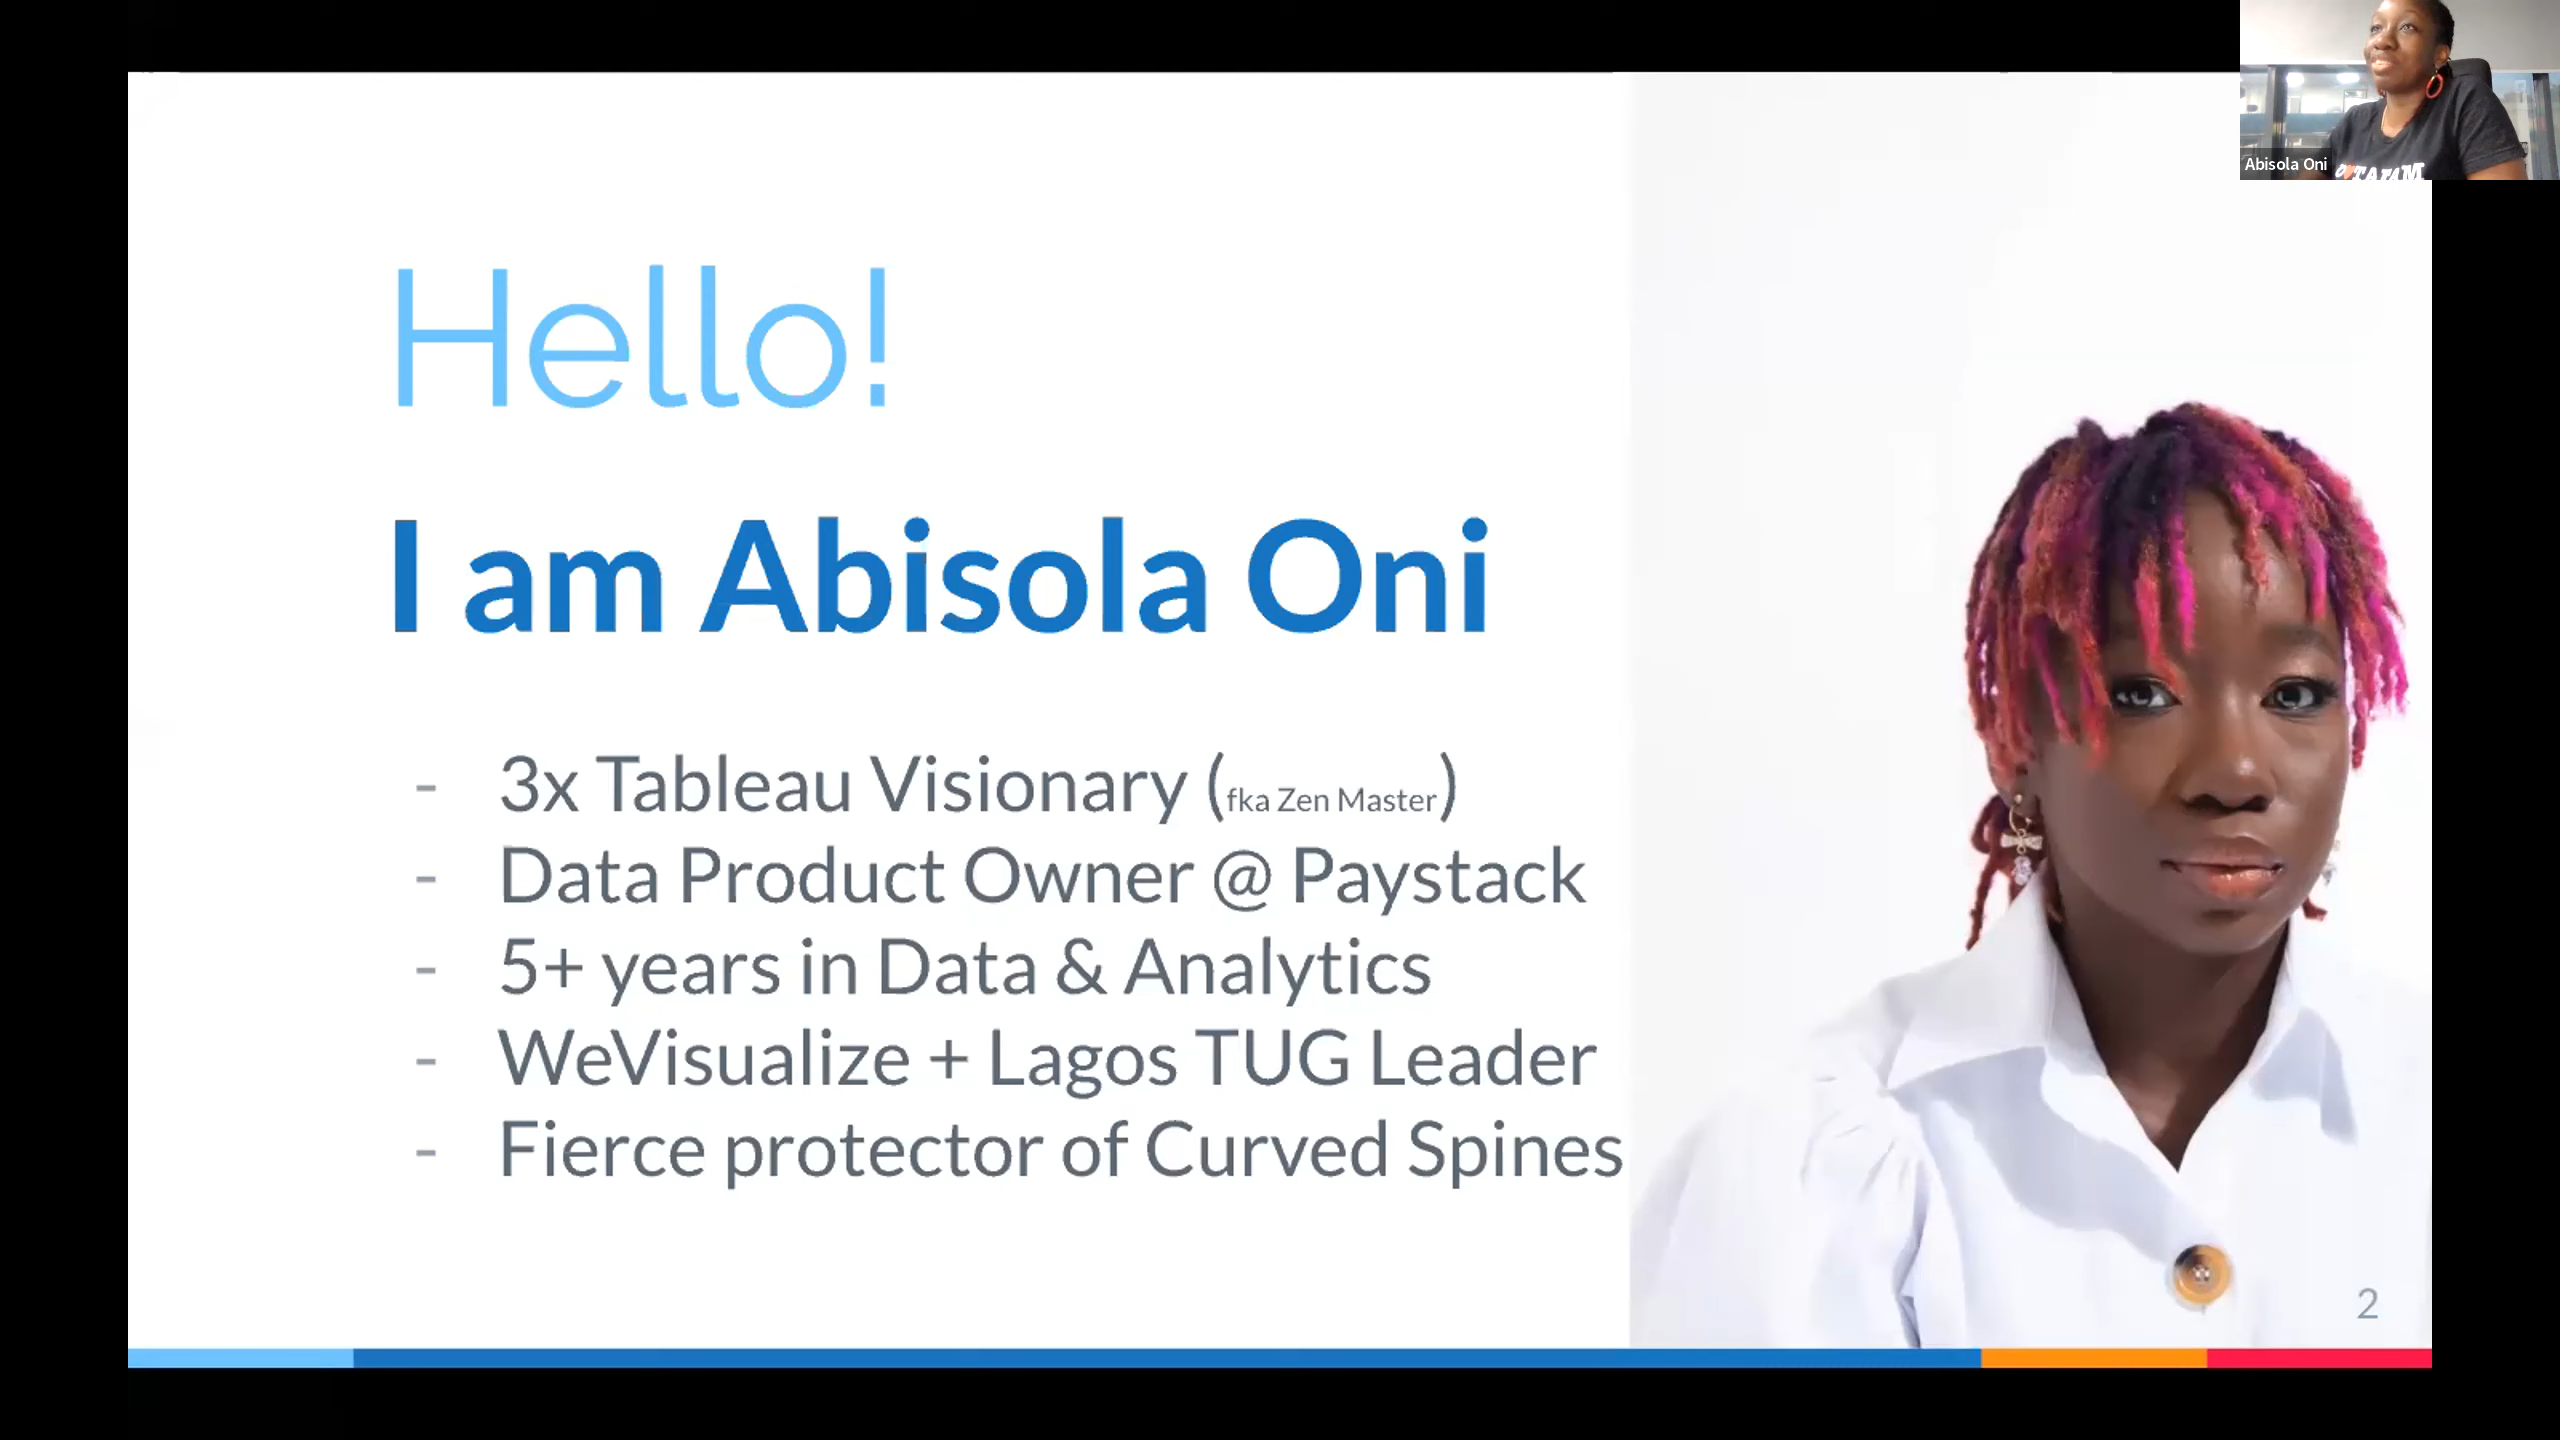 Hello!
I am Abisola Oni
- 3x Tableau Visionary (fka Zen Master)
- Data Product Owner @ Paystack
- 5+ years in Data & Analytics
- WeVisualize + Lagos TUG Leader
- Fierce protector of Curved Spines
2
Abisola Oni